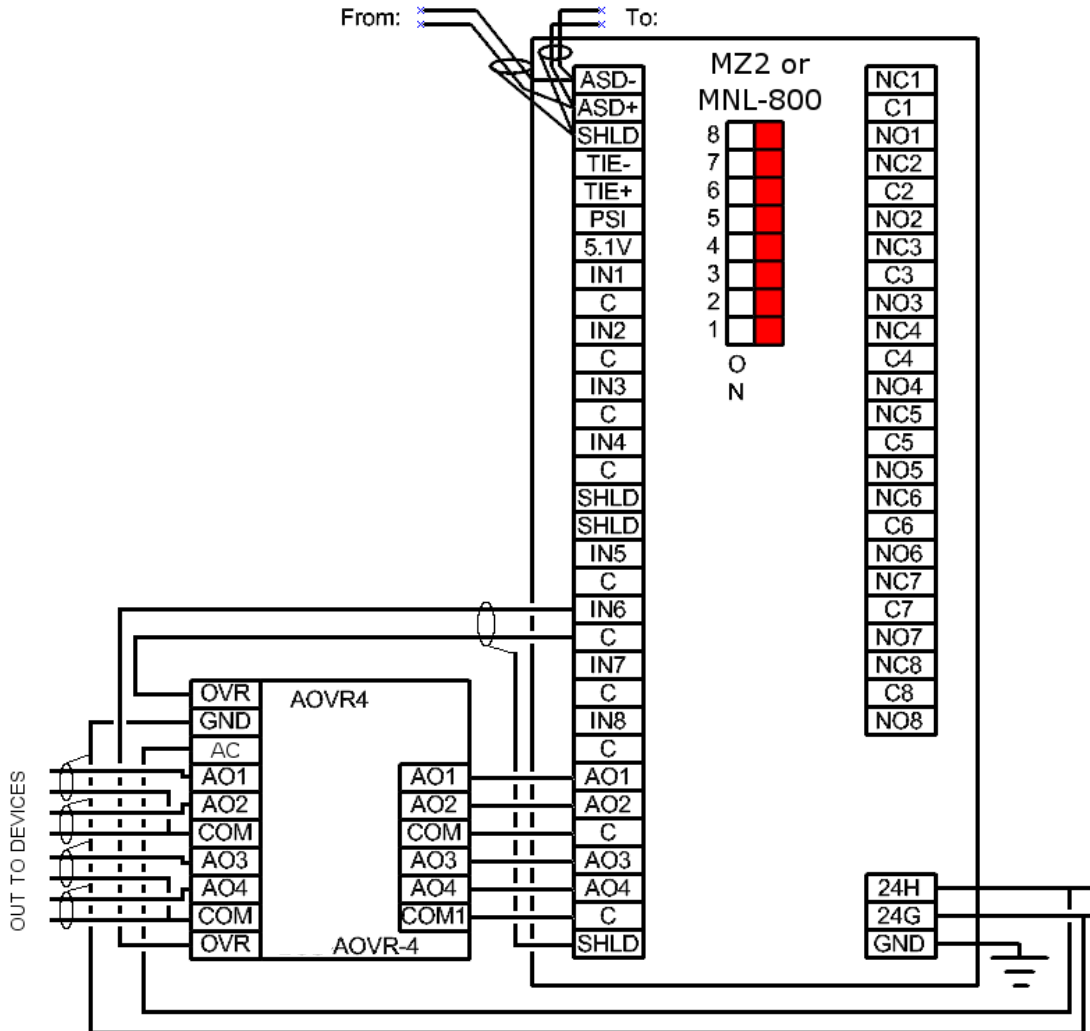 From:
To:
MZ2 or
MNL-800
8
7
6
5
4
3
2
1
O
N
ASD-
ASD+
SHLD
TIE-
TIE+
PSI
5.1V
IN1
C
IN2
C
IN3
C
IN4
C
SHLD
SHLD
IN5
C
IN6
C
IN7
C
IN8
C
AO1
AO2
C
AO3
AO4
C
SHLD
NC1
C1
NO1
NC2
C2
NO2
NC3
C3
NO3
NC4
C4
NO4
NC5
C5
NO5
NC6
C6
NO6
NC7
C7
NO7
NC8
C8
NO8
24H
24G
GND
AOVR4
OVR
GND
AC
AO1
AO2
COM
AO3
AO4
COM
OVR
AO1
AO2
COM
AO3
AO4
COM1
AOVR-4
OUT TO DEVICES